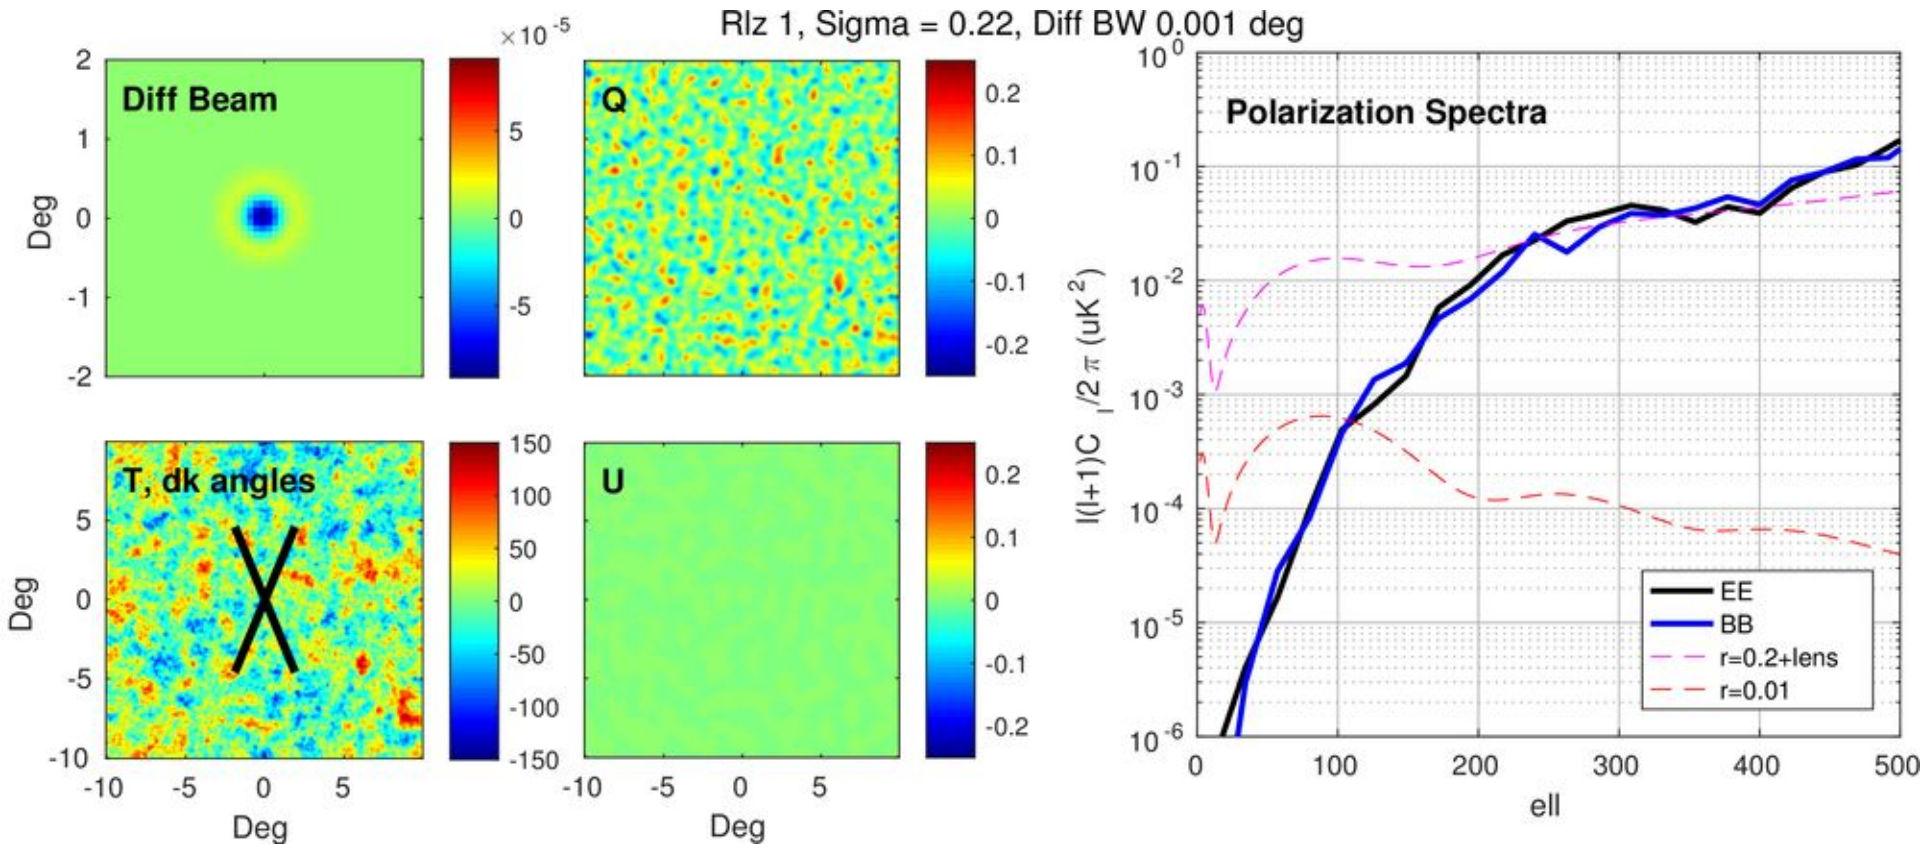 Rlz 1, Sigma = 0.22, Diff BW 0.001 deg
×10^-5
Diff Beam
2
1
0
-1
-2
Deg
5
0
-5
Q
0.2
0.1
0
-0.1
-0.2
T, dk angles
5
0
-5
-10
Deg
-10 -5 0 5
Deg
150
100
50
0
-50
-100
-150
U
-10 -5 0 5
Deg
0.2
0.1
0
-0.1
-0.2
Polarization Spectra
l(l+1)C_l/2 π (uK^2)
10^0
10^-1
10^-2
10^-3
10^-4
10^-5
10^-6
EE
BB
r=0.2+lens
r=0.01
0 100 200 300 400 500
ell